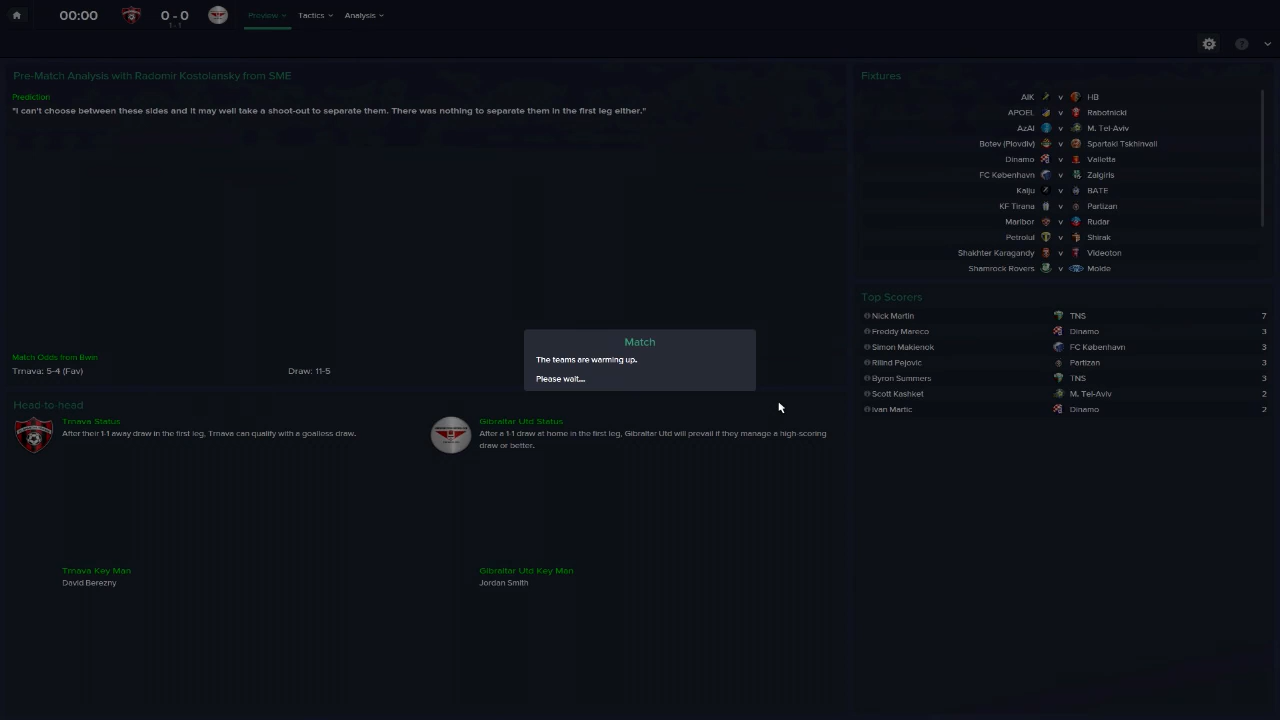 00:00
0 - 0
1 - 1
Preview
Tactics
Analysis
Pre-Match Analysis with Radomir Kostolansky from SME
Prediction
"I can't choose between these sides and it may well take a shoot-out to separate them. There was nothing to separate them in the first leg either."
Match Odds from Bwin
Trnava: 5-4 (Fav)
Draw: 11-5
Match
The teams are warming up.
Please wait...
Head-to-head
Trnava Status
After their 1-1 away draw in the first leg, Trnava can qualify with a goalless draw.
Gibraltar Utd Status
After a 1-1 draw at home in the first leg, Gibraltar Utd will prevail if they manage a high-scoring
draw or better.
Trnava Key Man
David Berezny
Gibraltar Utd Key Man
Jordan Smith
Fixtures
AIK v HB
APOEL v Rabotnicki
AzAl v M. Tel-Aviv
Botev (Plovdiv) v Spartaki Tskhinvali
Dinamo v Valletta
FC København v Zalgiris
Kalju v BATE
KF Tirana v Partizan
Maribor v Rudar
Petrolul v Shirak
Shakhter Karagandy v Videoton
Shamrock Rovers v Molde
Top Scorers
Nick Martin TNS 7
Freddy Mareco Dinamo 3
Simon Makienok FC København 3
Rilind Pejovic Partizan 3
Byron Summers TNS 3
Scott Kashket M. Tel-Aviv 2
Ivan Martic Dinamo 2